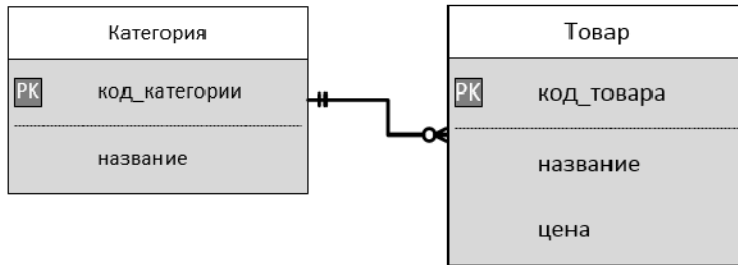 Категория
PK код_категории
название
Товар
PK код_товара
название
цена